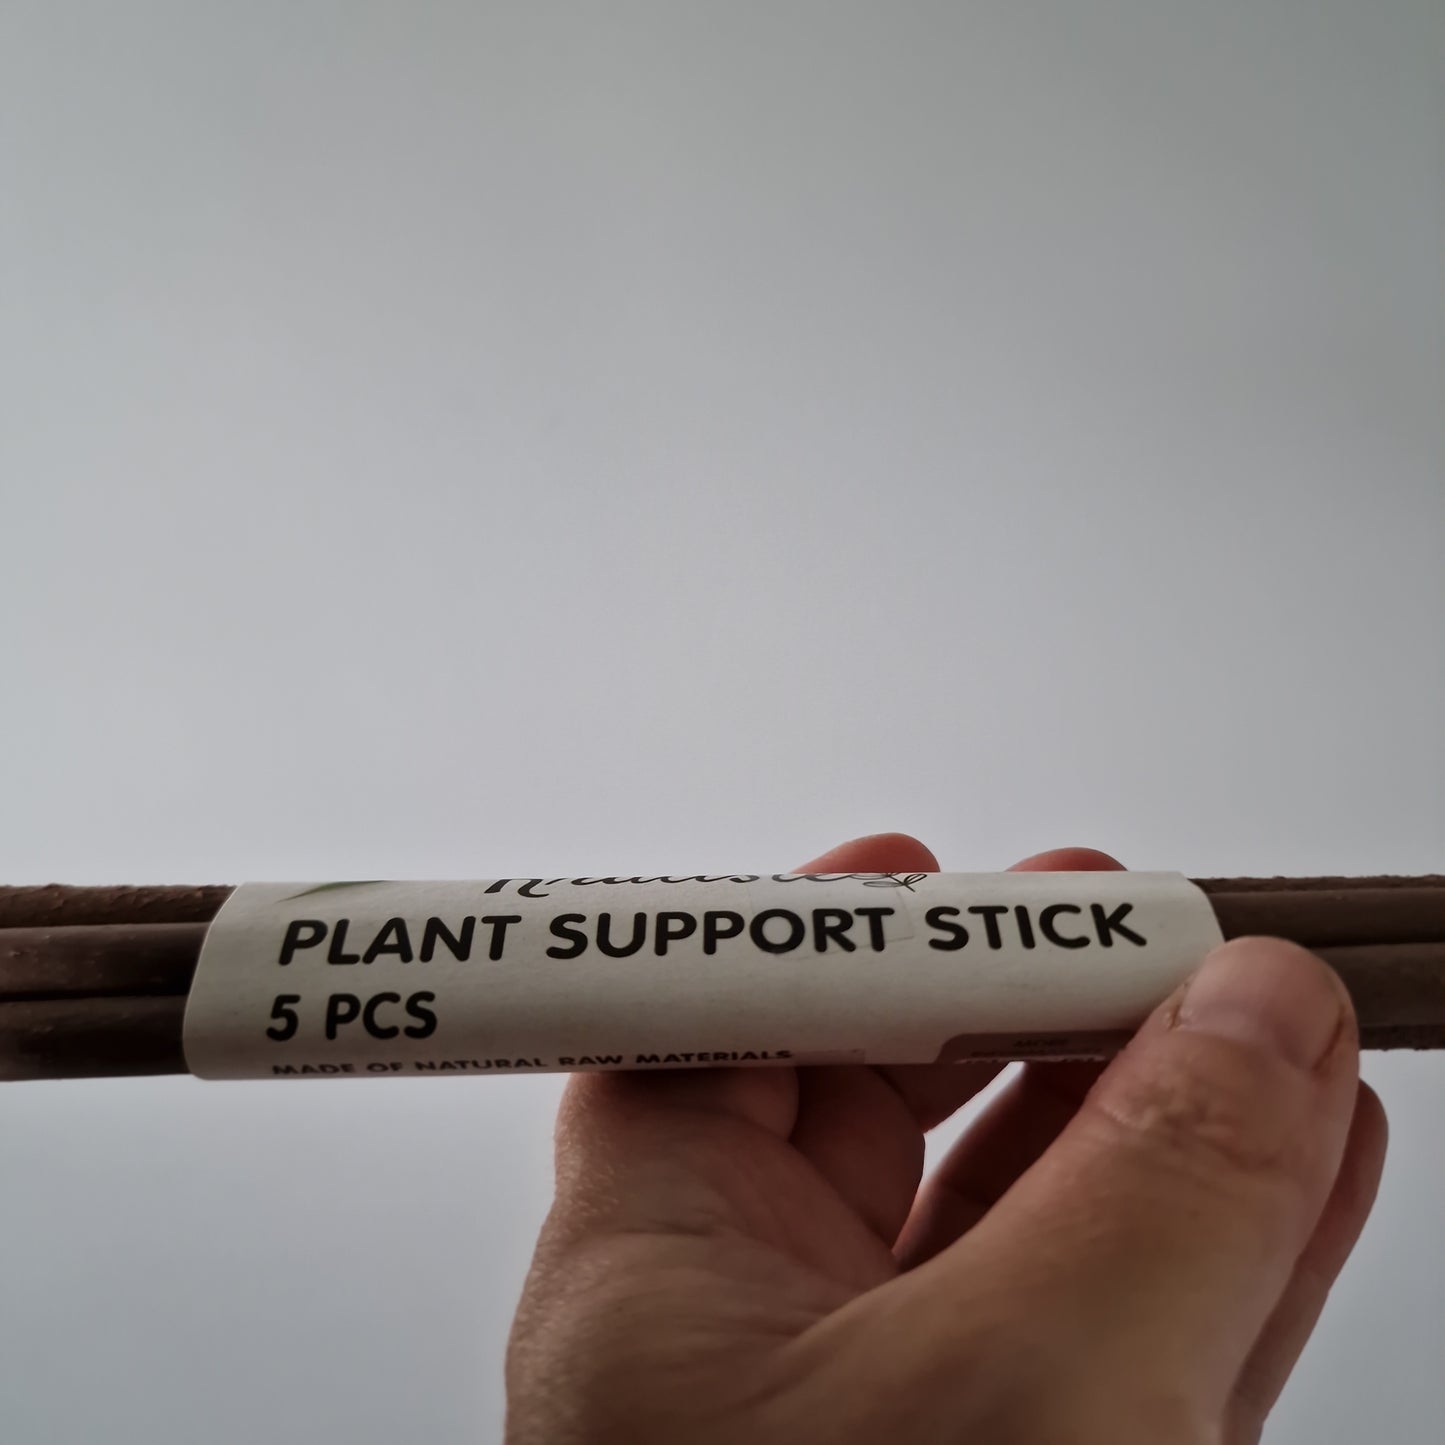 PLANT SUPPORT STICK
5 PCS
MADE OF NATURAL RAW MATERIALS